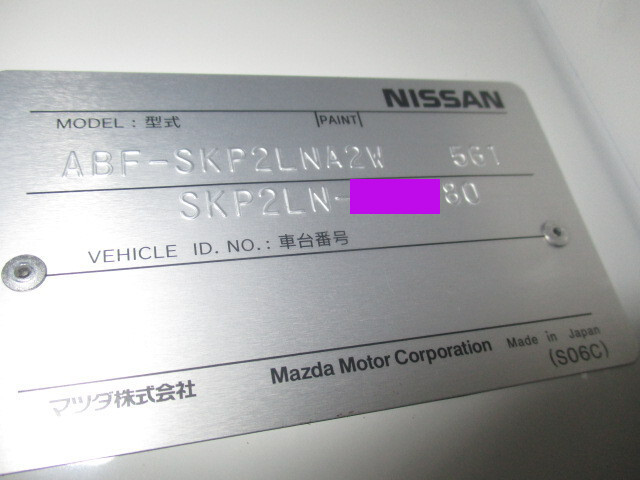 NISSAN
MODEL : 型式 PAINT
ABF-SKP2LNA2W 5G1
SKP2LN- 80
VEHICLE ID. NO. : 車台番号
マツダ株式会社 Mazda Motor Corporation Made in Japan
(S06C)